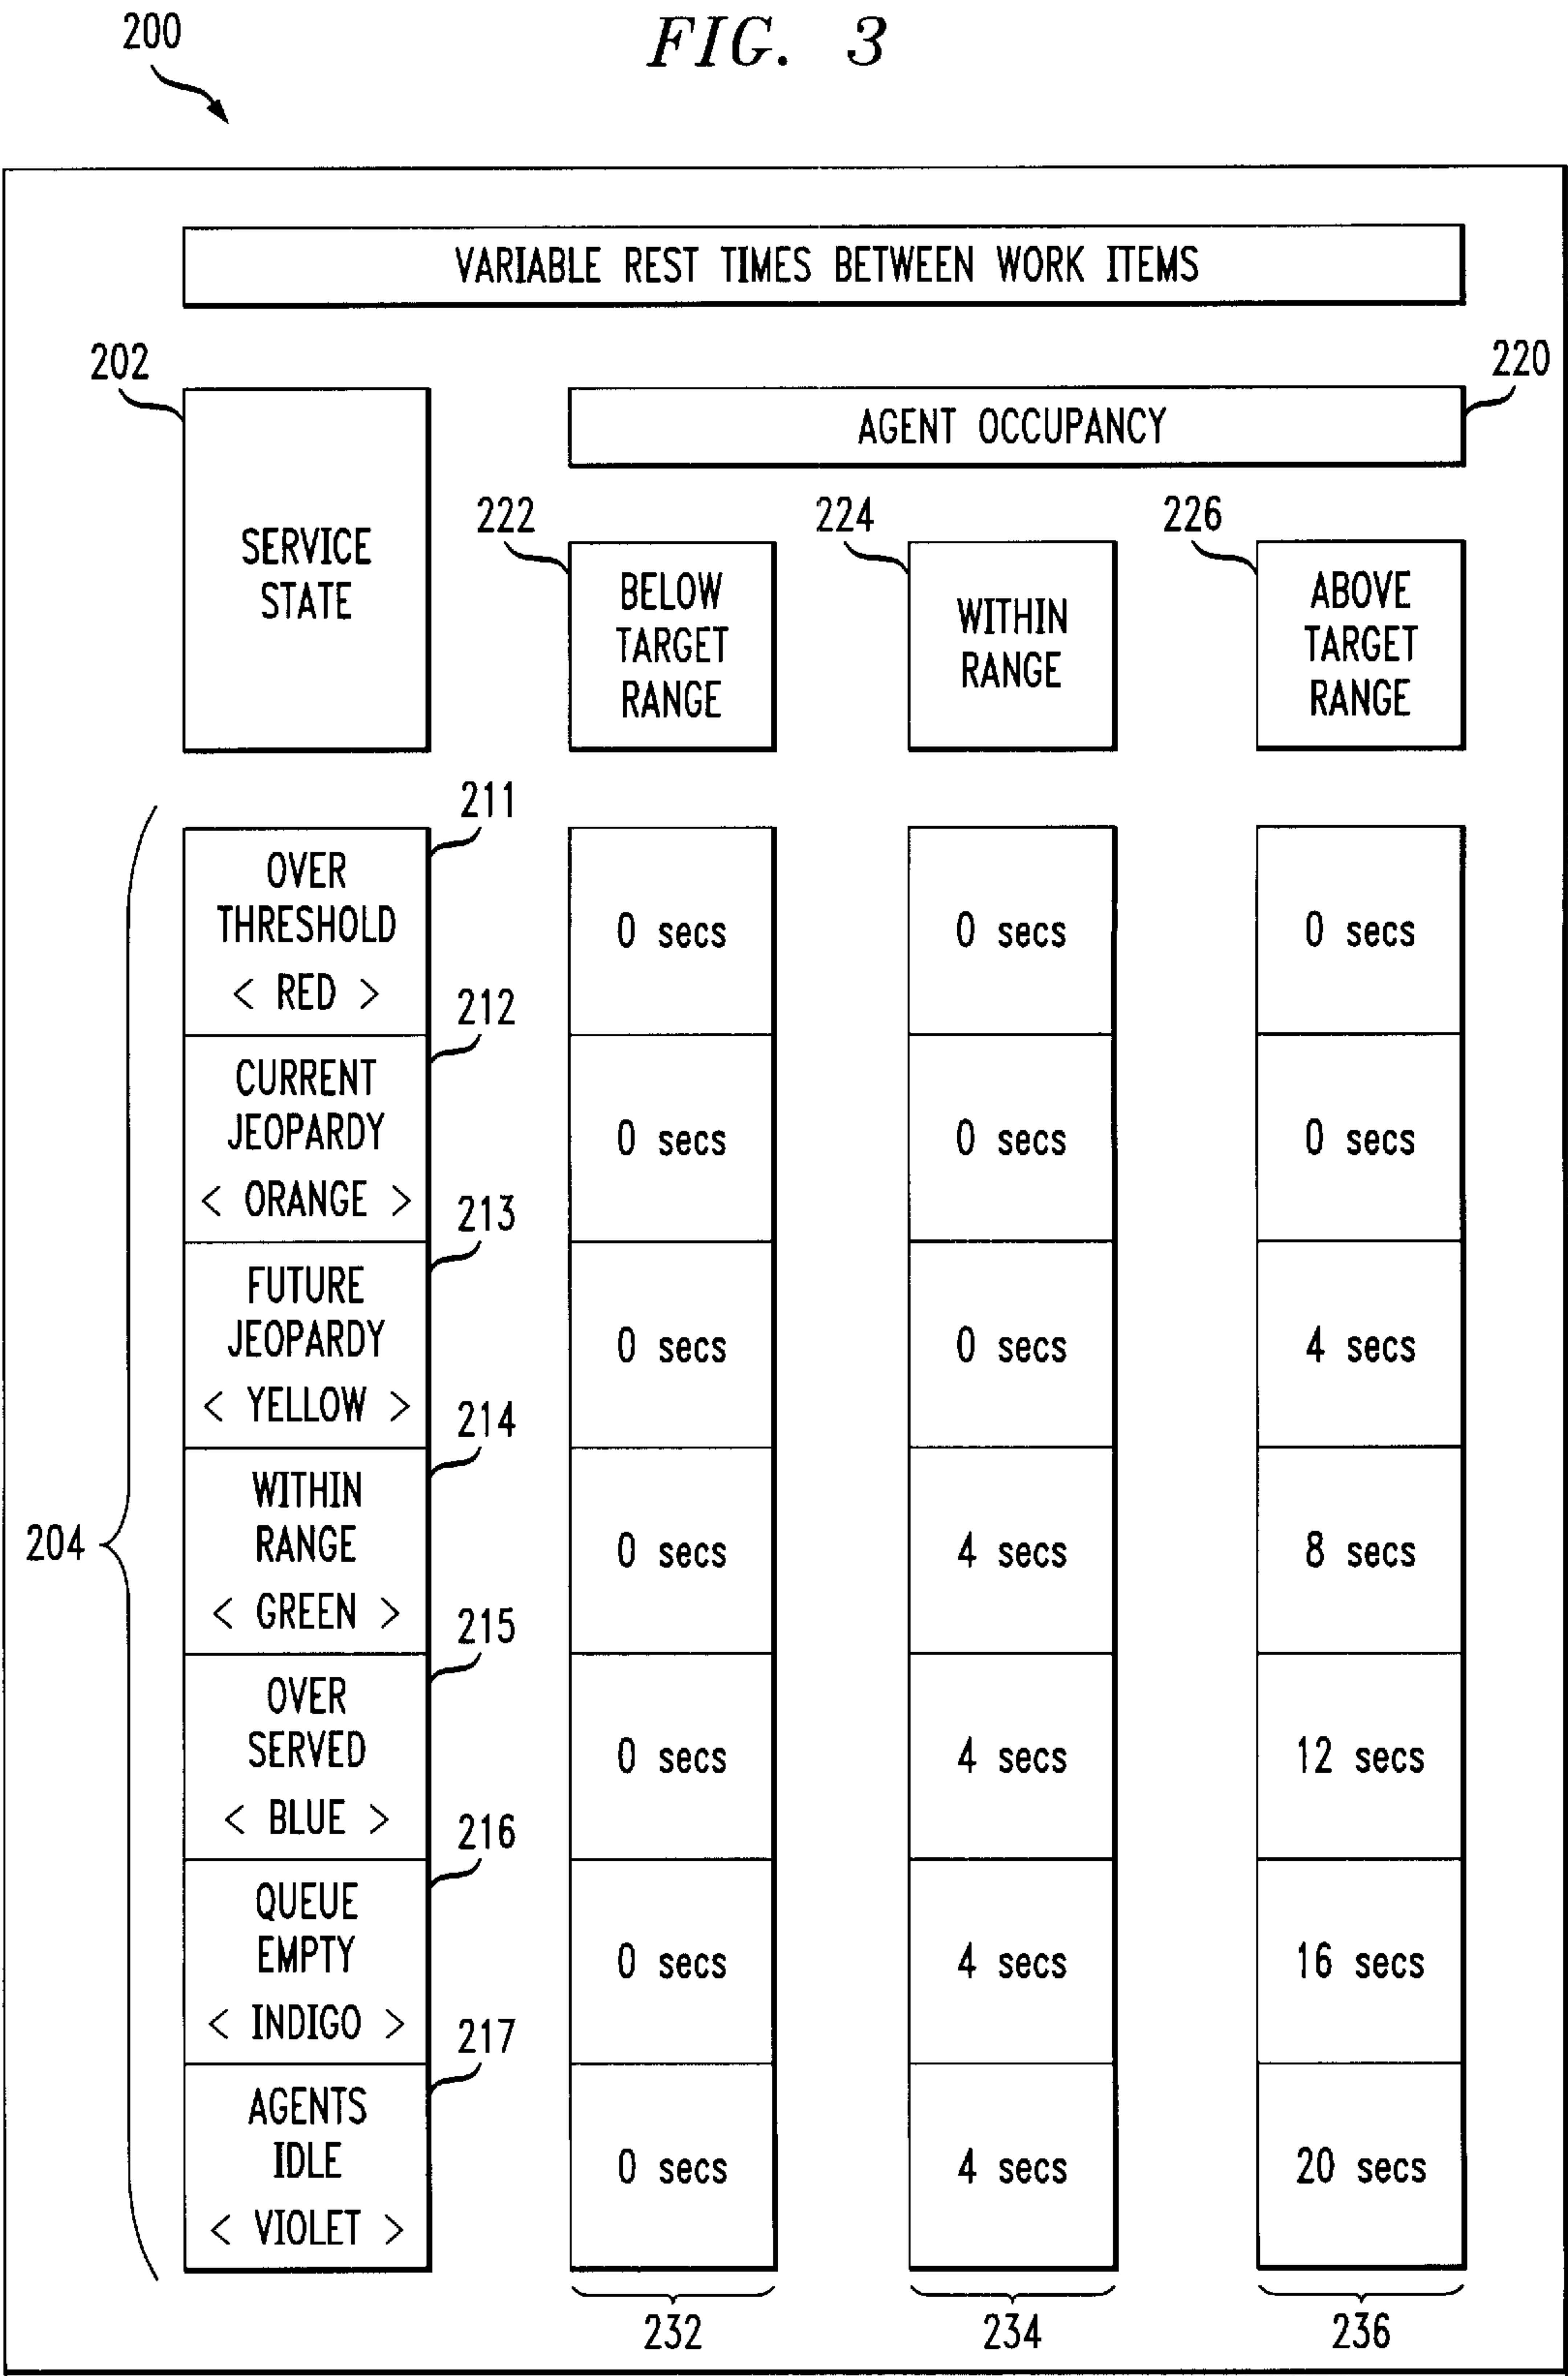 200
FIG. 3
VARIABLE REST TIMES BETWEEN WORK ITEMS
202
220
AGENT OCCUPANCY
SERVICE
STATE
222
224
226
BELOW
TARGET
RANGE
WITHIN
RANGE
ABOVE
TARGET
RANGE
204
211
OVER
THRESHOLD
< RED >
0 secs
0 secs
0 secs
212
CURRENT
JEOPARDY
< ORANGE >
0 secs
0 secs
0 secs
213
FUTURE
JEOPARDY
< YELLOW >
0 secs
0 secs
4 secs
214
WITHIN
RANGE
< GREEN >
0 secs
4 secs
8 secs
215
OVER
SERVED
< BLUE >
0 secs
4 secs
12 secs
216
QUEUE
EMPTY
< INDIGO >
0 secs
4 secs
16 secs
217
AGENTS
IDLE
< VIOLET >
0 secs
4 secs
20 secs
232
234
236